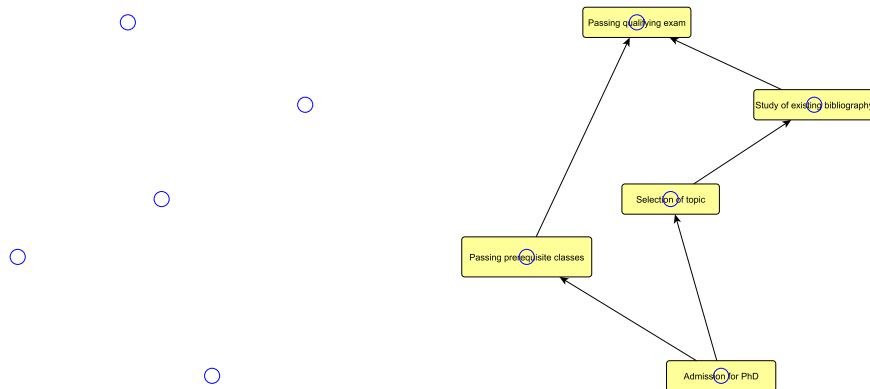 Passing qualifying exam
Study of existing bibliography
Selection of topic
Passing prerequisite classes
Admission for PhD